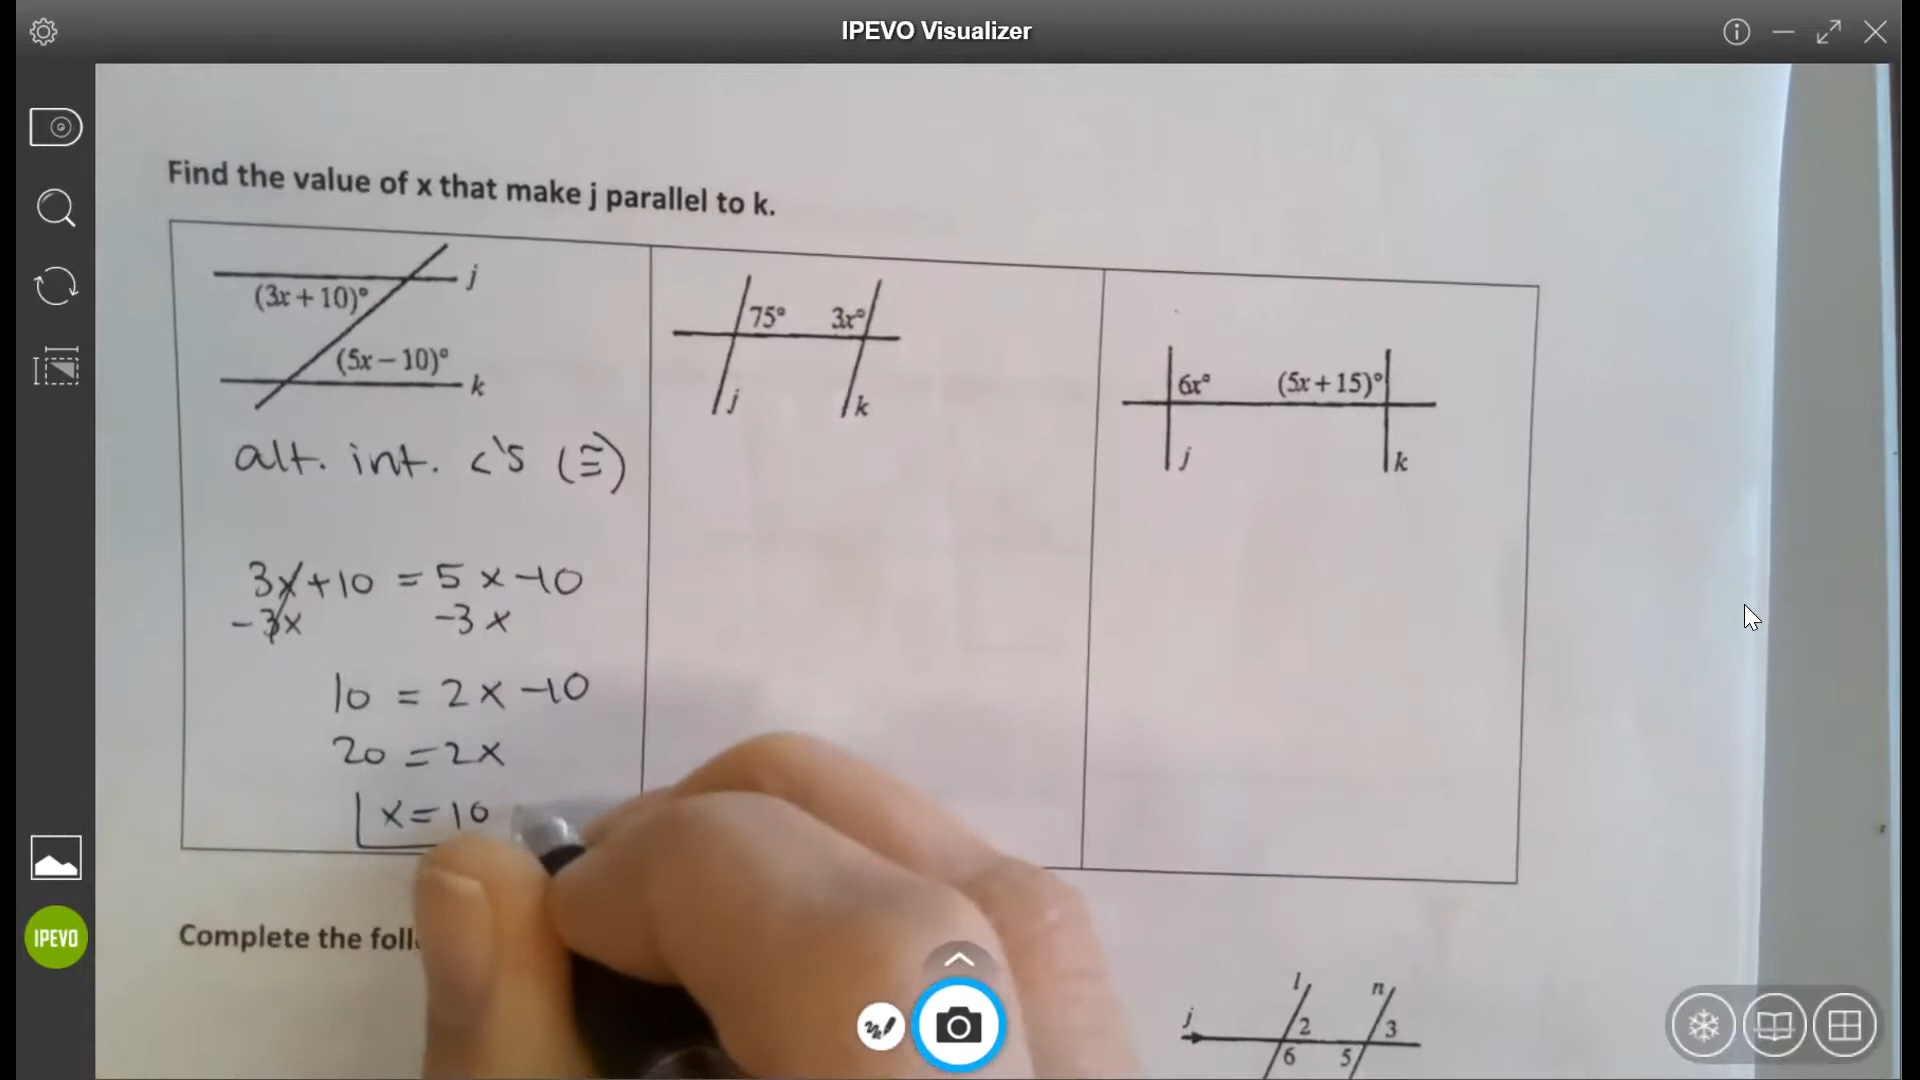 IPEVO Visualizer
Find the value of x that make j parallel to k.
j
(3x + 10)°
(5x – 10)°
k
alt. int. <'s (≅)
3x + 10 = 5x - 10
-3x -3x
10 = 2x - 10
20 = 2x
x = 10
75° 3x°
j k
6x° (5x + 15)°
j k
Complete the foll
IPEVO
l n
j 2 3
6 5